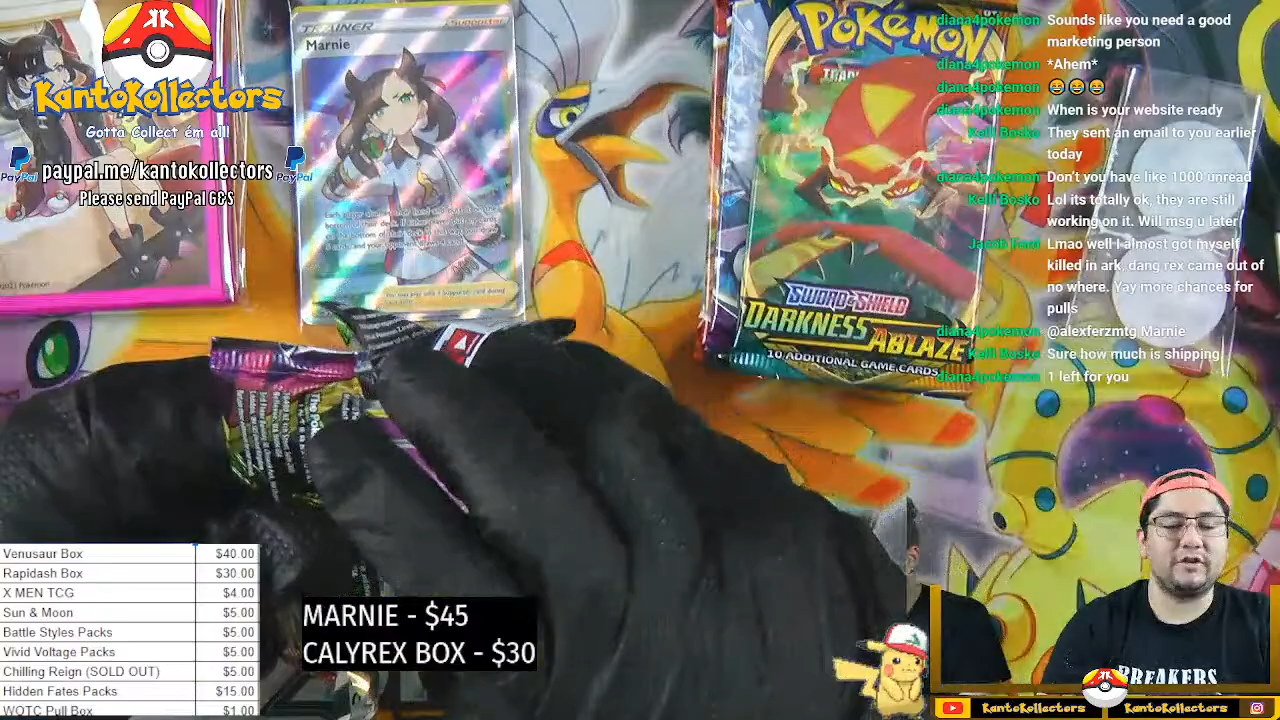 KK
KantoKollectors
Gotta Collect ém all!
PayPal paypal.me/kantokollectors PayPal
Please send PayPal G&S
©2021 Pokémon
TRAINER
Supporter
Marnie
POKÉMON
SWORD & SHIELD
DARKNESS ABLAZE
10 ADDITIONAL GAME CARDS
diana4pokemon Sounds like you need a good
marketing person
diana4pokemon *Ahem*
diana4pokemon 😂😂😂
diana4pokemon When is your website ready
Kelli Bosko They sent an email to you earlier
today
diana4pokemon Don't you have like 1000 unread
Kelli Bosko Lol its totally ok, they are still
working on it. Will msg u later
Lmao well I almost got myself
killed in ark, dang rex came out of
no where. Yay more chances for
pulls
diana4pokemon @alexferzmtg Marnie
Kelli Bosko Sure how much is shipping
diana4pokemon 1 left for you
Venusaur Box $40.00
Rapidash Box $30.00
X MEN TCG $4.00
Sun & Moon $5.00
Battle Styles Packs $5.00
Vivid Voltage Packs $5.00
Chilling Reign (SOLD OUT) $5.00
Hidden Fates Packs $15.00
WOTC Pull Box $1.00
MARNIE - $45
CALYREX BOX - $30
BREAKERS
KK
KantoKollectors KantoKollectors